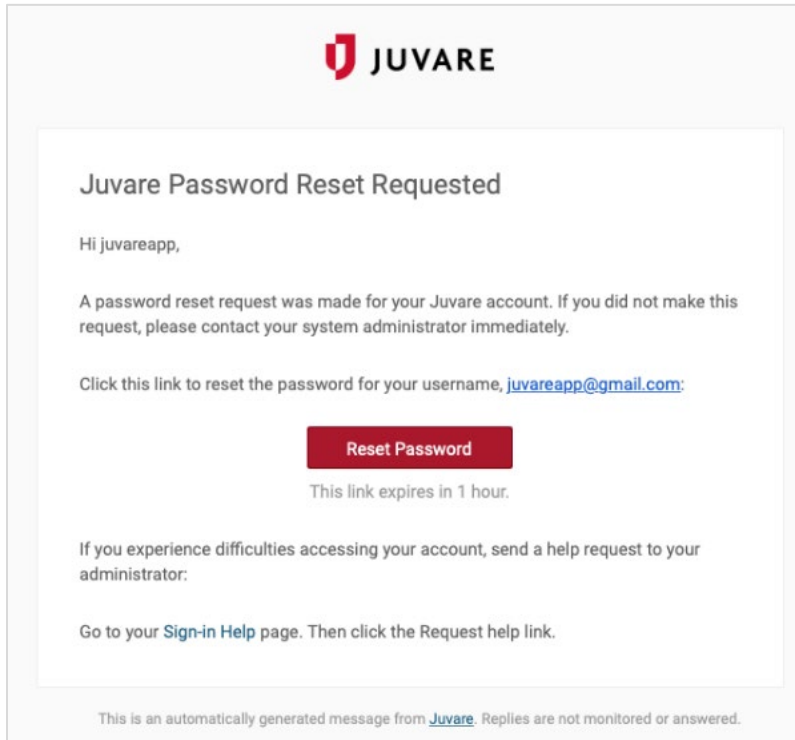 JUVARE
Juvare Password Reset Requested
Hi juvareapp,
A password reset request was made for your Juvare account. If you did not make this
request, please contact your system administrator immediately.
Click this link to reset the password for your username, juvareapp@gmail.com:
Reset Password
This link expires in 1 hour.
If you experience difficulties accessing your account, send a help request to your
administrator:
Go to your Sign-in Help page. Then click the Request help link.
This is an automatically generated message from Juvare. Replies are not monitored or answered.